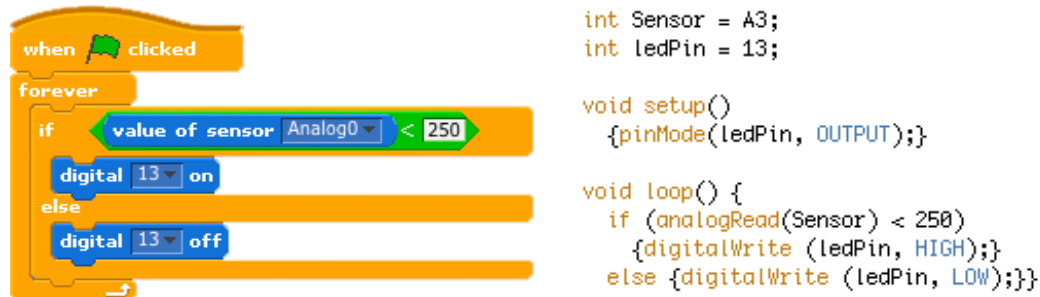 when clicked
forever
if value of sensor Analog0 < 250
digital 13 on
else
digital 13 off
int Sensor = A3;
int ledPin = 13;
void setup()
{pinMode(ledPin, OUTPUT);}
void loop() {
if (analogRead(Sensor) < 250)
{digitalWrite (ledPin, HIGH);}
else {digitalWrite (ledPin, LOW);}}